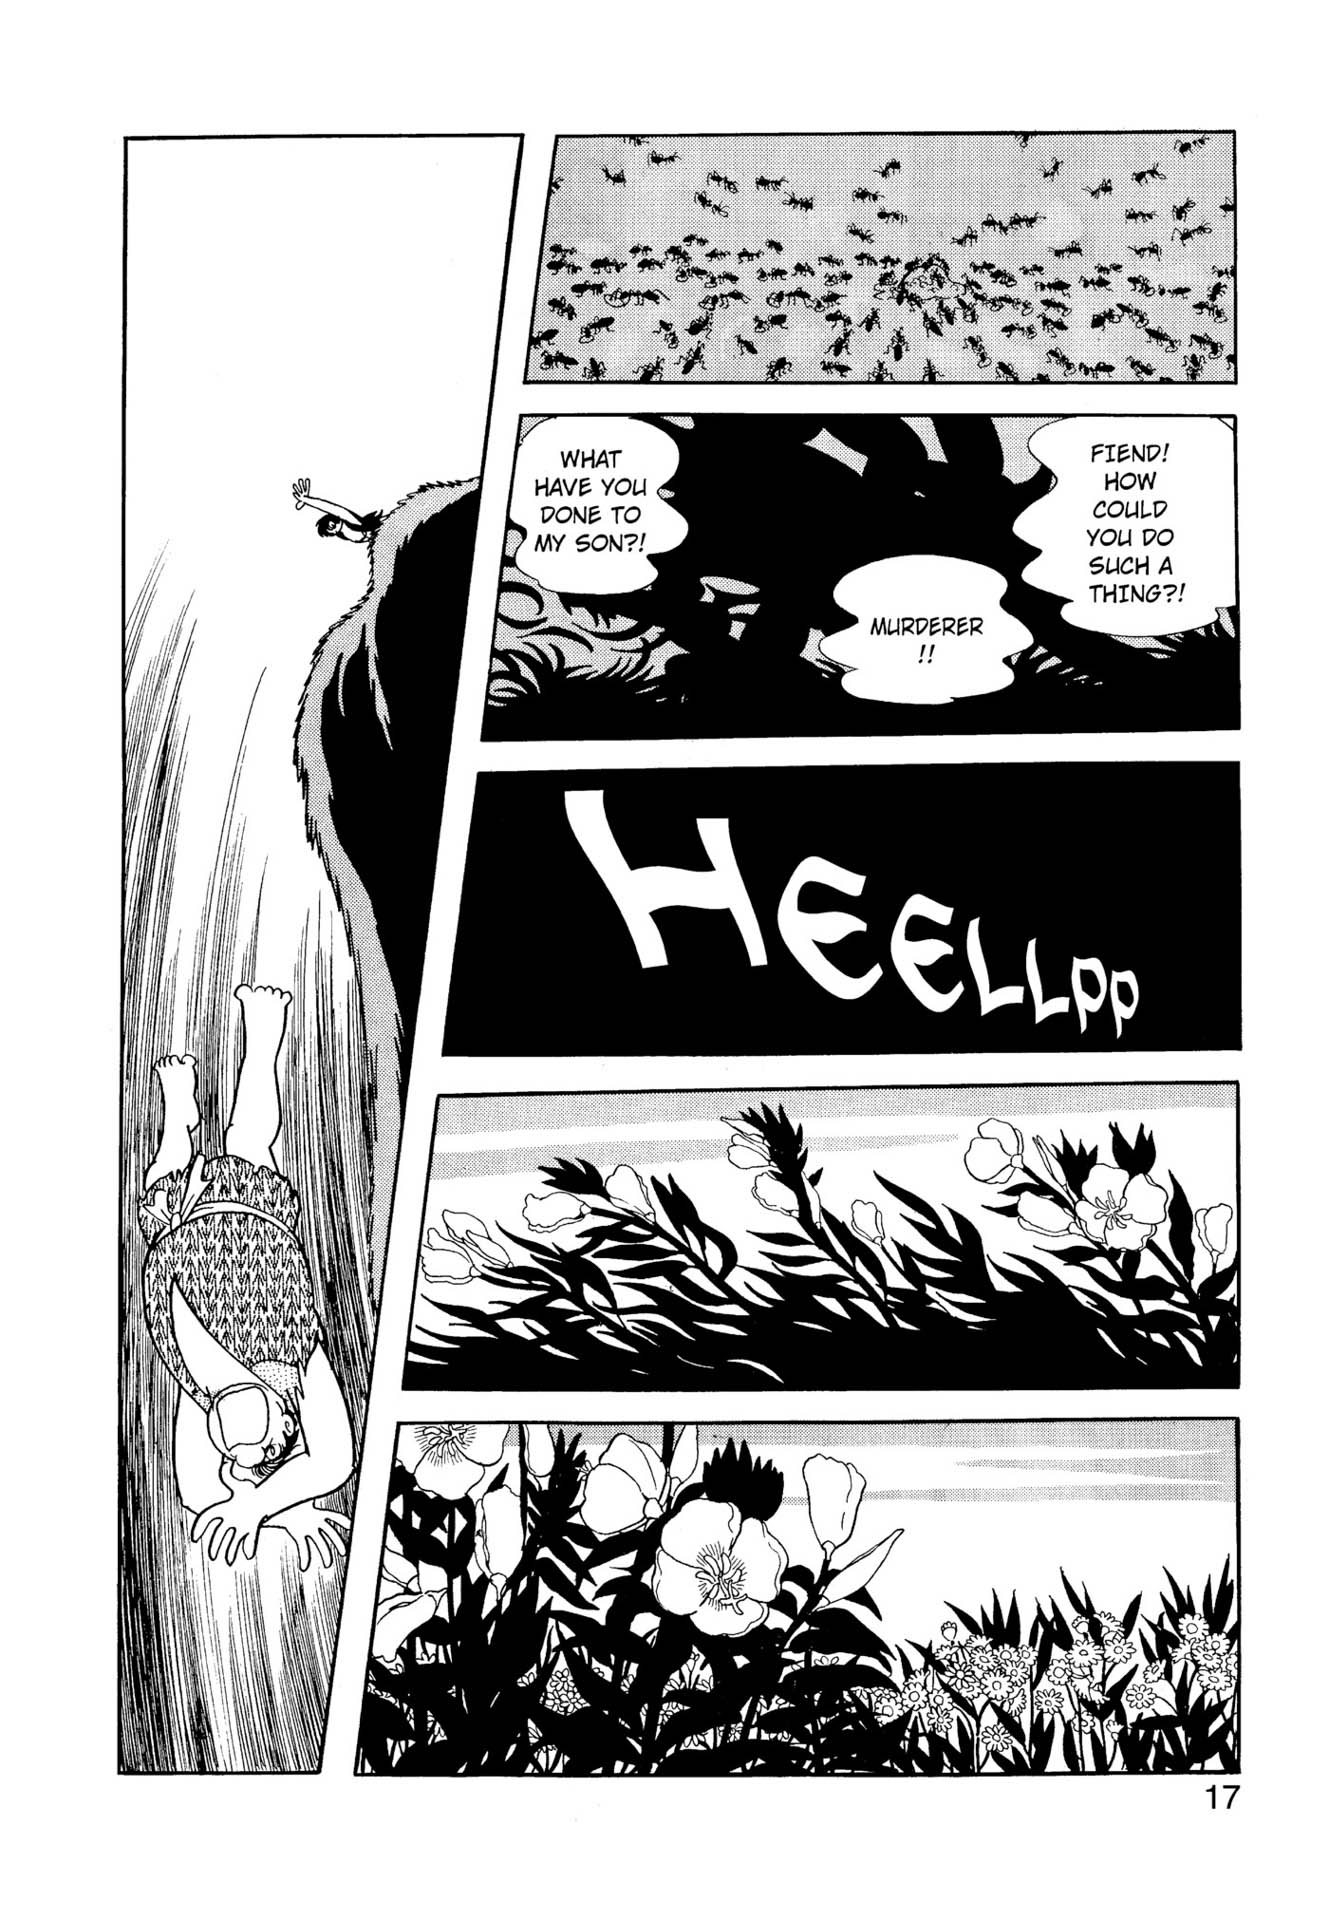 FIEND!
HOW
COULD
YOU DO
SUCH A
THING?!
MURDERER
!!
WHAT
HAVE YOU
DONE TO
MY SON?!
HEELLPP
17